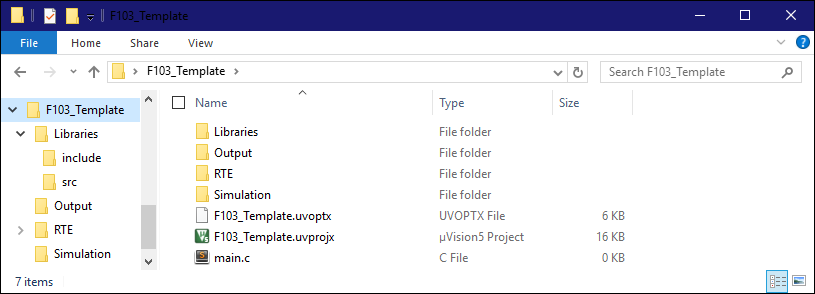 F103_Template
File Home Share View
F103_Template Search F103_Template
F103_Template
Libraries
include
src
Output
RTE
Simulation
Name Type Size
Libraries File folder
Output File folder
RTE File folder
Simulation File folder
F103_Template.uvoptx UVOPTX File 6 KB
F103_Template.uvprojx µVision5 Project 16 KB
main.c C File 0 KB
7 items